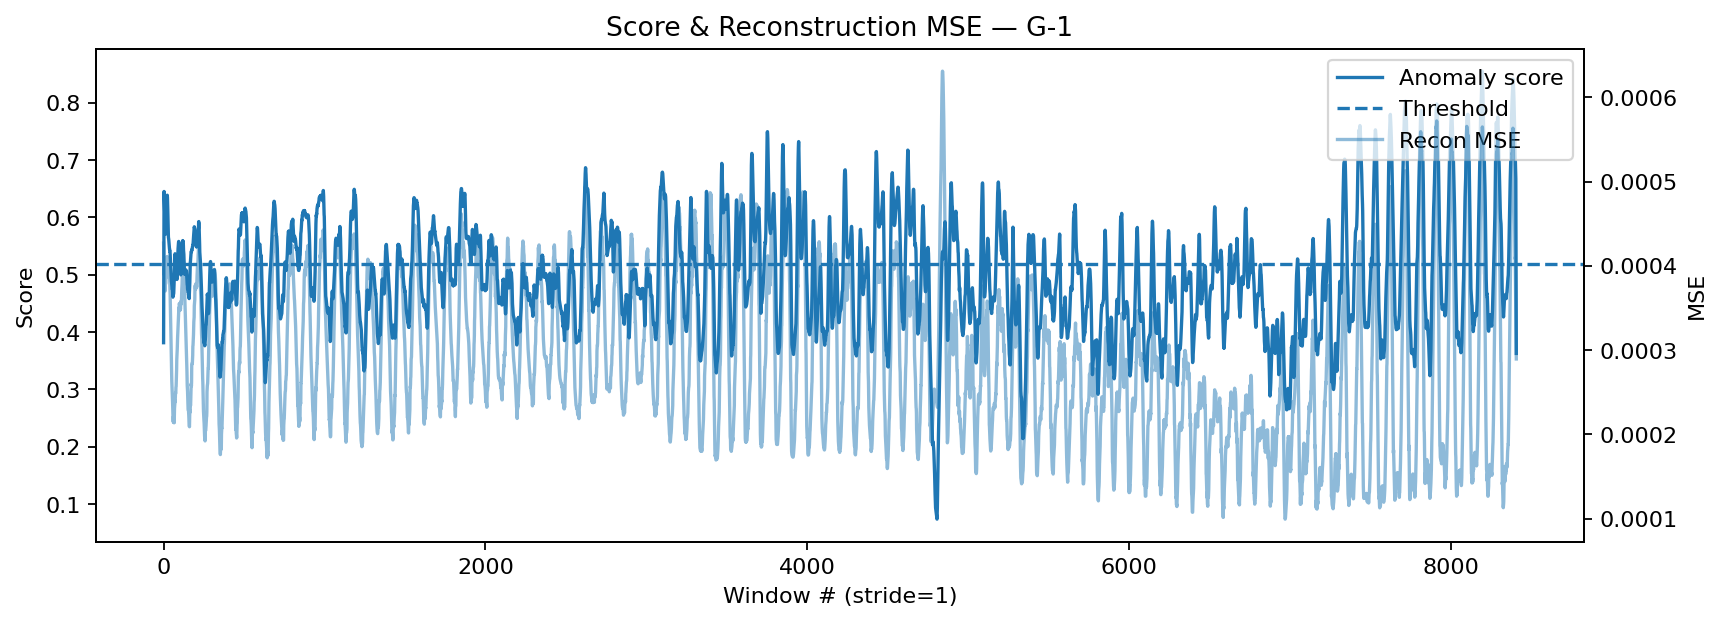 Score & Reconstruction MSE — G-1
Anomaly score
Threshold
Recon MSE
Score
0.8
0.7
0.6
0.5
0.4
0.3
0.2
0.1
0.0006
0.0005
0.0004
0.0003
0.0002
0.0001
MSE
0 2000 4000 6000 8000
Window # (stride=1)